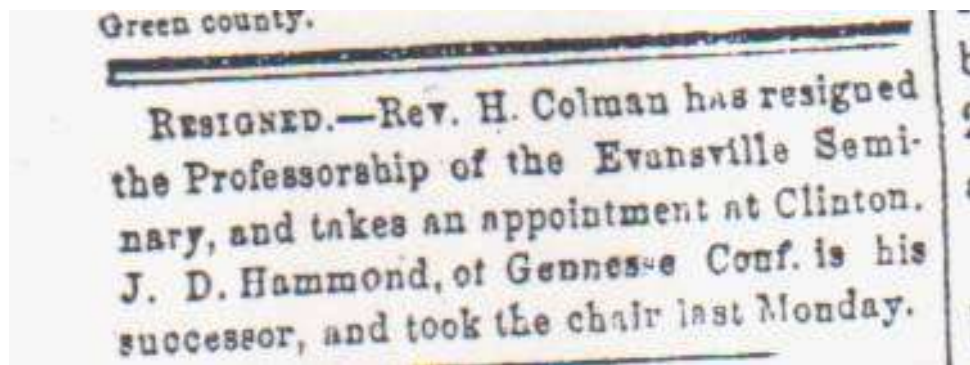 Green county.
RESIGNED.—Rev. H. Colman has resigned
the Professorship of the Evansville Semi-
nary, and takes an appointment at Clinton.
J. D. Hammond, of Gennesse Conf. is his
successor, and took the chair last Monday.